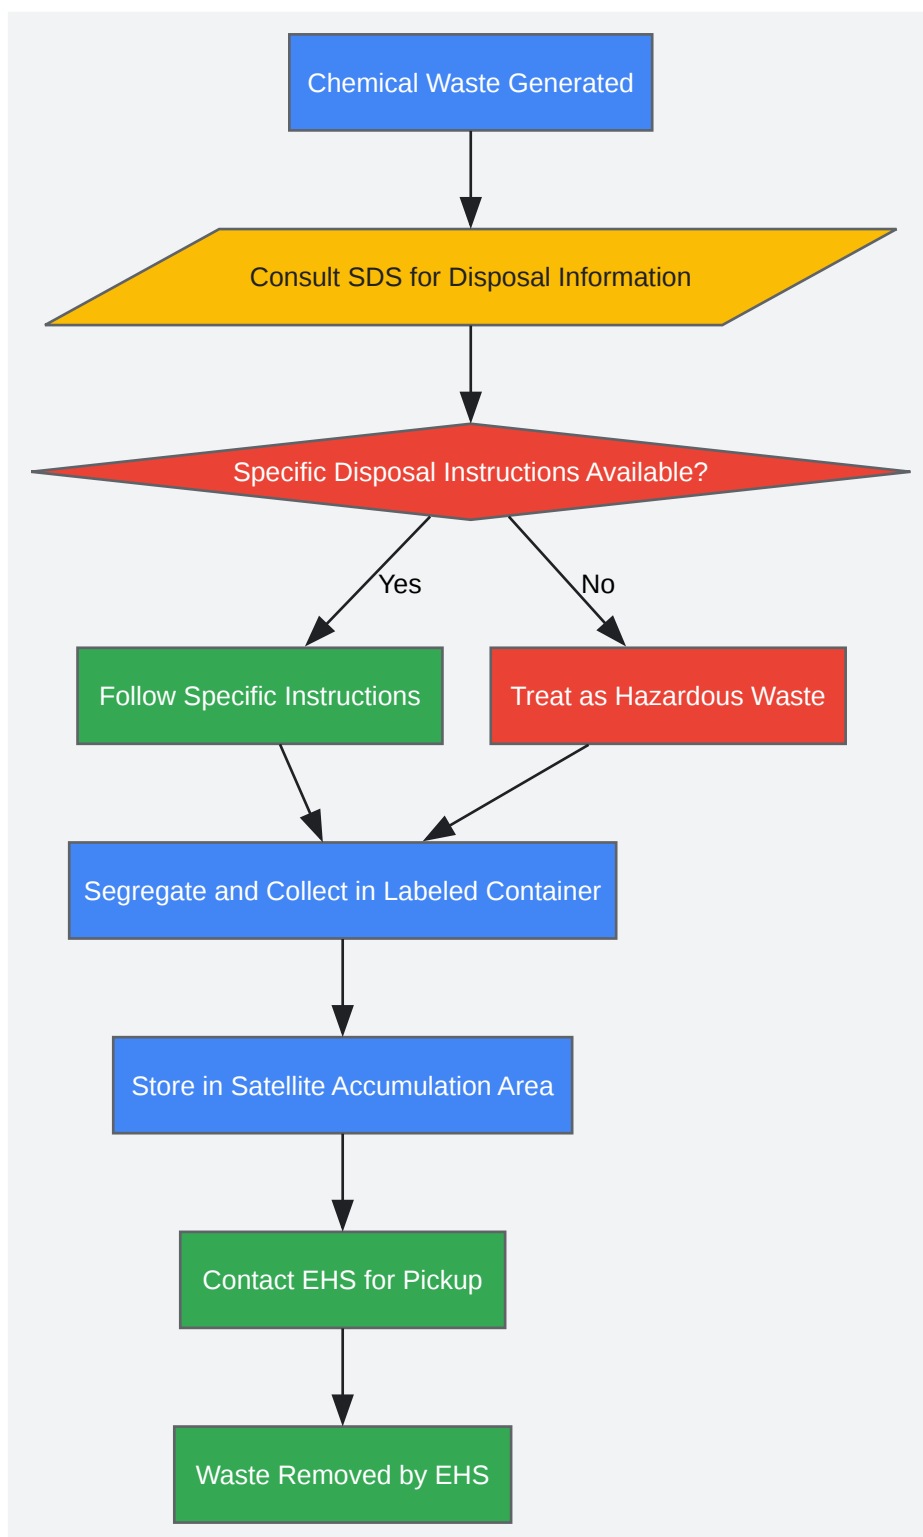 Chemical Waste Generated
Consult SDS for Disposal Information
Specific Disposal Instructions Available?
Yes
No
Follow Specific Instructions
Treat as Hazardous Waste
Segregate and Collect in Labeled Container
Store in Satellite Accumulation Area
Contact EHS for Pickup
Waste Removed by EHS